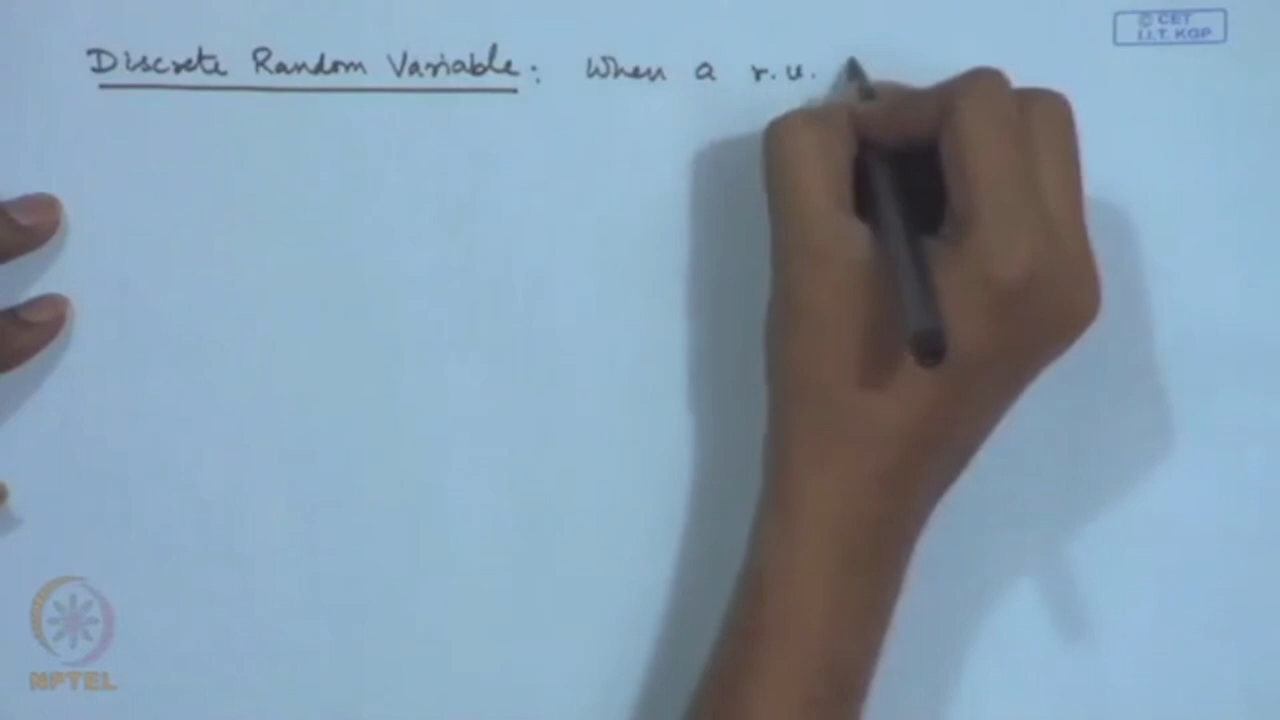 © CET
I.I.T. KGP
Discrete Random Variable : When a r.v.
NPTEL